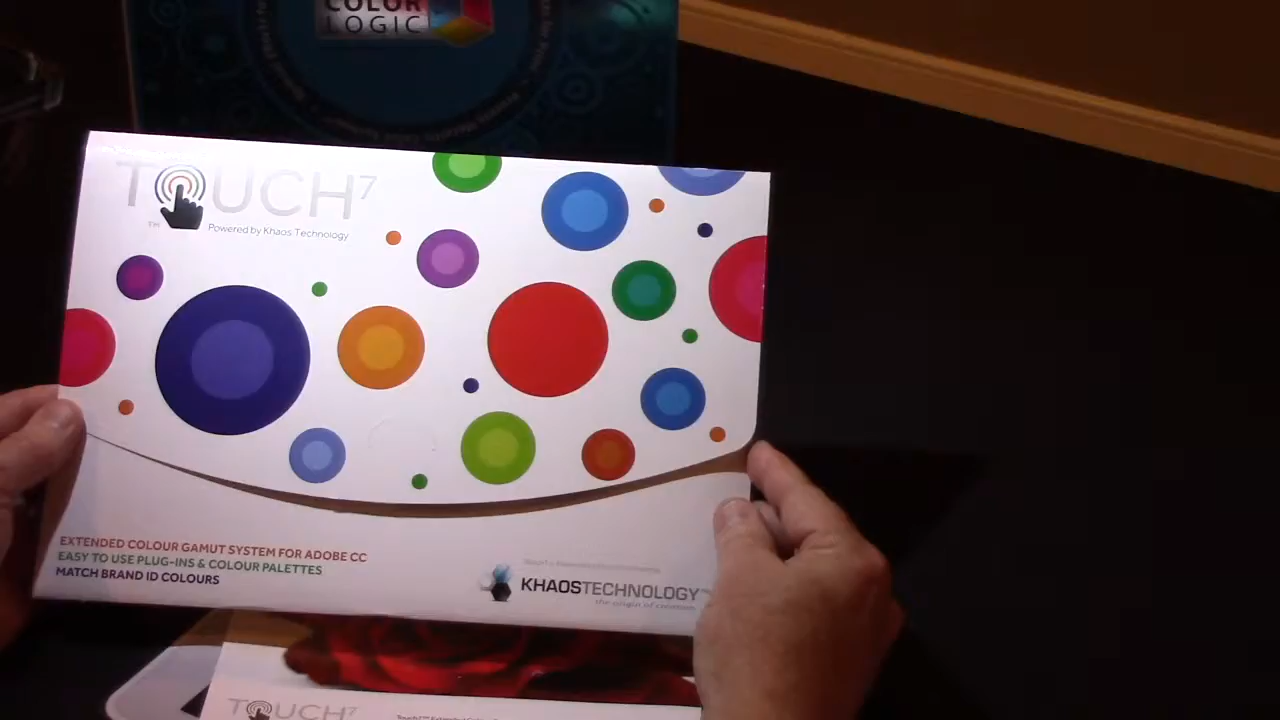 COLOR
LOGIC
TOUCH7
TM
Powered by Khaos Technology
EXTENDED COLOUR GAMUT SYSTEM FOR ADOBE CC
EASY TO USE PLUG-INS & COLOUR PALETTES
MATCH BRAND ID COLOURS
KHAOSTECHNOLOGY
the origin of creation
TOUCH7